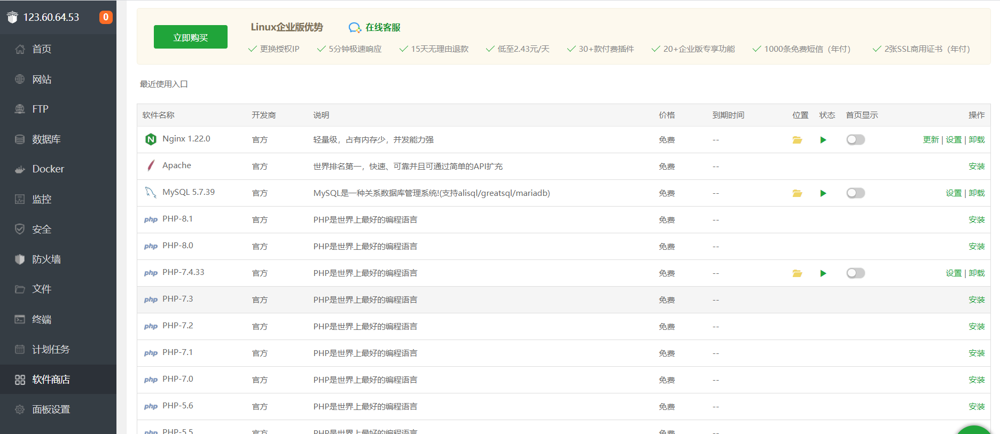 123.60.64.53 0
首页
网站
FTP
数据库
Docker
监控
安全
防火墙
文件
终端
计划任务
软件商店
面板设置
立即购买
Linux企业版优势 在线客服
更换授权IP 5分钟极速响应 15天无理由退款 低至2.43元/天 30+款付费插件 20+企业版专享功能 1000条免费短信（年付） 2张SSL商用证书（年付）
最近使用入口
软件名称 开发商 说明 价格 到期时间 位置 状态 首页显示 操作
Nginx 1.22.0 官方 轻量级，占有内存少，并发能力强 免费 -- 更新 | 设置 | 卸载
Apache 官方 世界排名第一，快速、可靠并且可通过简单的API扩充 免费 -- 安装
MySQL 5.7.39 官方 MySQL是一种关系数据库管理系统!(支持alisql/greatsql/mariadb) 免费 -- 设置 | 卸载
php PHP-8.1 官方 PHP是世界上最好的编程语言 免费 -- 安装
php PHP-8.0 官方 PHP是世界上最好的编程语言 免费 -- 安装
php PHP-7.4.33 官方 PHP是世界上最好的编程语言 免费 -- 设置 | 卸载
php PHP-7.3 官方 PHP是世界上最好的编程语言 免费 -- 安装
php PHP-7.2 官方 PHP是世界上最好的编程语言 免费 -- 安装
php PHP-7.1 官方 PHP是世界上最好的编程语言 免费 -- 安装
php PHP-7.0 官方 PHP是世界上最好的编程语言 免费 -- 安装
php PHP-5.6 官方 PHP是世界上最好的编程语言 免费 -- 安装
php PHP-5.5 官方 PHP是世界上最好的编程语言 免费 --